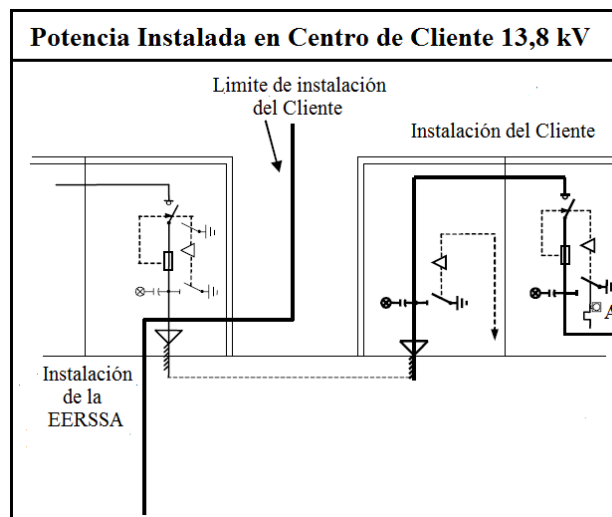 Potencia Instalada en Centro de Cliente 13,8 kV
Limite de instalación
del Cliente
Instalación del Cliente
A
Instalación
de la
EERSSA